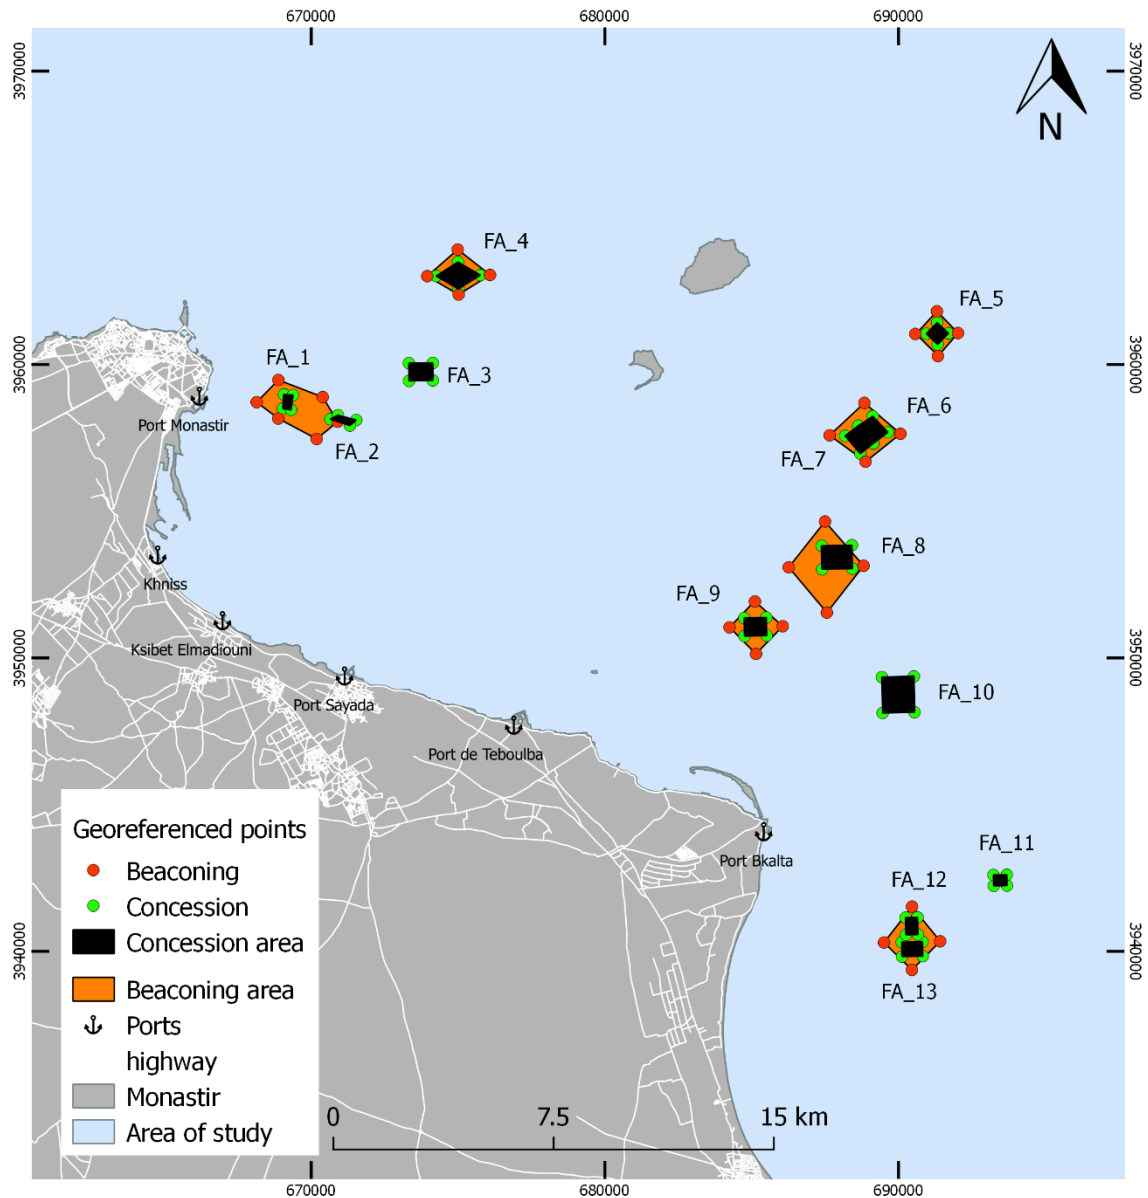 670000
680000
690000
3970000
3970000
N
FA_4
FA_5
FA_1
3960000
3960000
FA_3
Port Monastir
FA_6
FA_2
FA_7
FA_8
Khniss
FA_9
Ksibet Elmadiouni
3950000
3950000
FA_10
Port Sayada
Port de Teboulba
Georeferenced points
Beaconing
Concession
Concession area
Beaconing area
Ports
highway
Monastir
Area of study
Port Bkalta
FA_11
FA_12
3940000
3940000
FA_13
0
7.5
15 km
670000
680000
690000